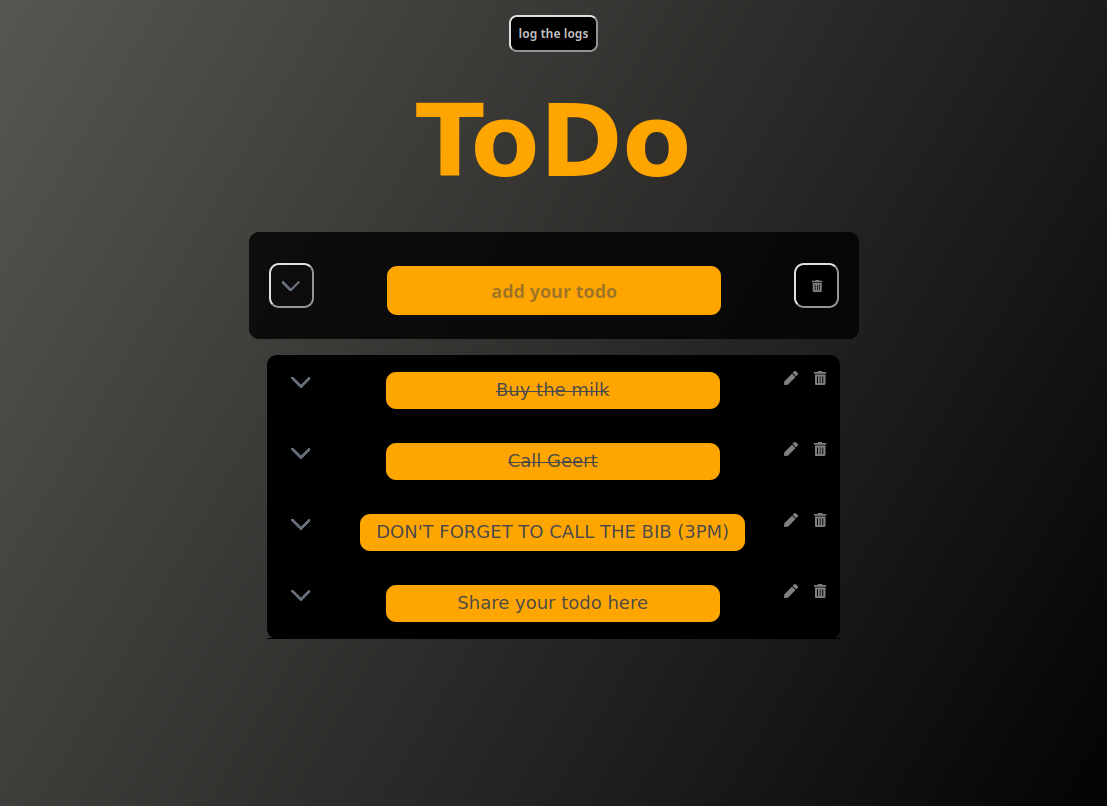 log the logs
ToDo
add your todo
Buy the milk
Call Geert
DON'T FORGET TO CALL THE BIB (3PM)
Share your todo here